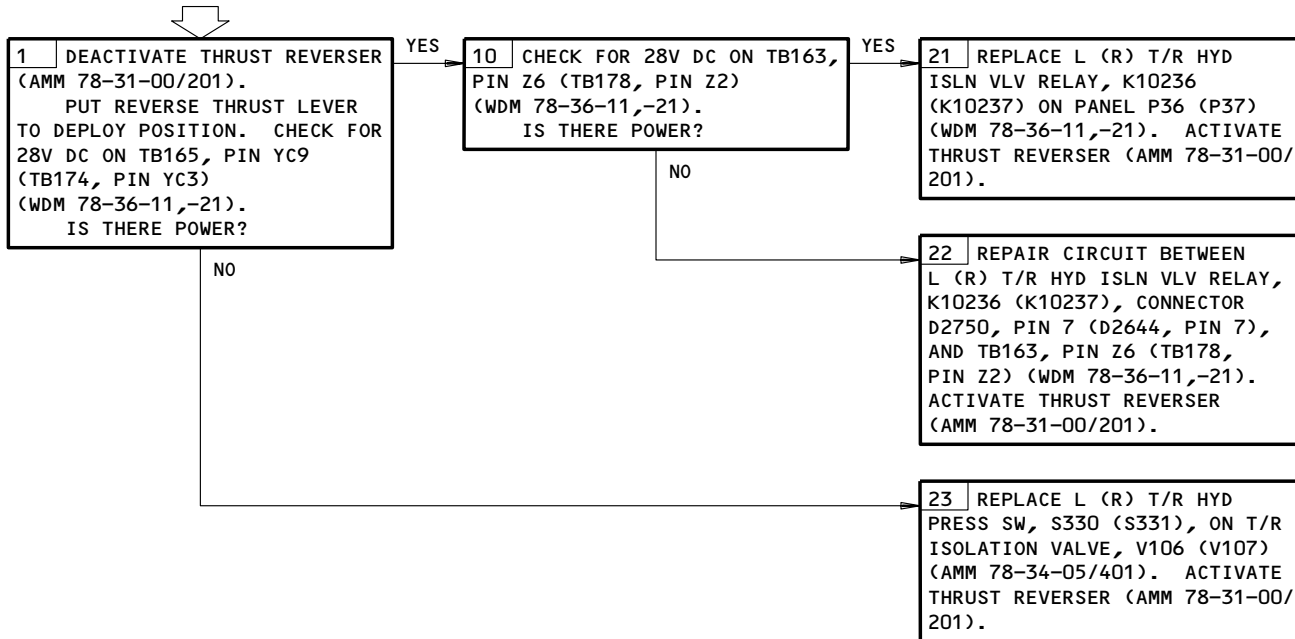 1 DEACTIVATE THRUST REVERSER
(AMM 78-31-00/201).
PUT REVERSE THRUST LEVER
TO DEPLOY POSITION. CHECK FOR
28V DC ON TB165, PIN YC9
(TB174, PIN YC3)
(WDM 78-36-11,-21).
IS THERE POWER?
YES
NO
10 CHECK FOR 28V DC ON TB163,
PIN Z6 (TB178, PIN Z2)
(WDM 78-36-11,-21).
IS THERE POWER?
YES
NO
21 REPLACE L (R) T/R HYD
ISLN VLV RELAY, K10236
(K10237) ON PANEL P36 (P37)
(WDM 78-36-11,-21). ACTIVATE
THRUST REVERSER (AMM 78-31-00/
201).
22 REPAIR CIRCUIT BETWEEN
L (R) T/R HYD ISLN VLV RELAY,
K10236 (K10237), CONNECTOR
D2750, PIN 7 (D2644, PIN 7),
AND TB163, PIN Z6 (TB178,
PIN Z2) (WDM 78-36-11,-21).
ACTIVATE THRUST REVERSER
(AMM 78-31-00/201).
23 REPLACE L (R) T/R HYD
PRESS SW, S330 (S331), ON T/R
ISOLATION VALVE, V106 (V107)
(AMM 78-34-05/401). ACTIVATE
THRUST REVERSER (AMM 78-31-00/
201).